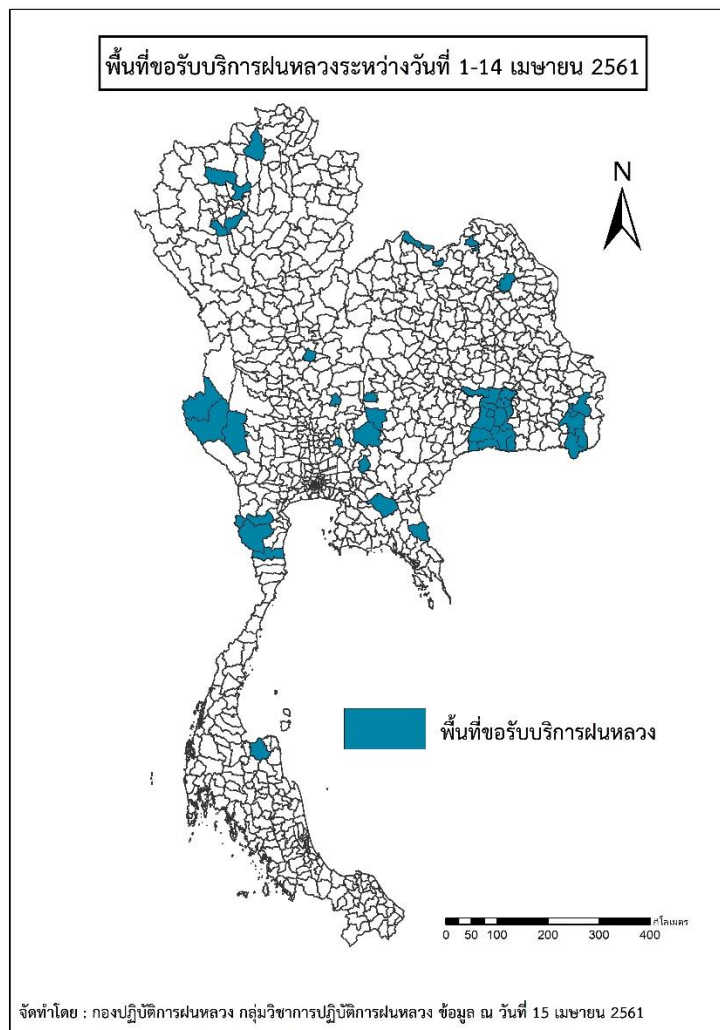 พื้นที่ขอรับบริการฝนหลวงระหว่างวันที่ 1-14 เมษายน 2561
N
พื้นที่ขอรับบริการฝนหลวง
กิโลเมตร
0 50 100 200 300 400
จัดทำโดย : กองปฏิบัติการฝนหลวง กลุ่มวิชาการปฏิบัติการฝนหลวง ข้อมูล ณ วันที่ 15 เมษายน 2561